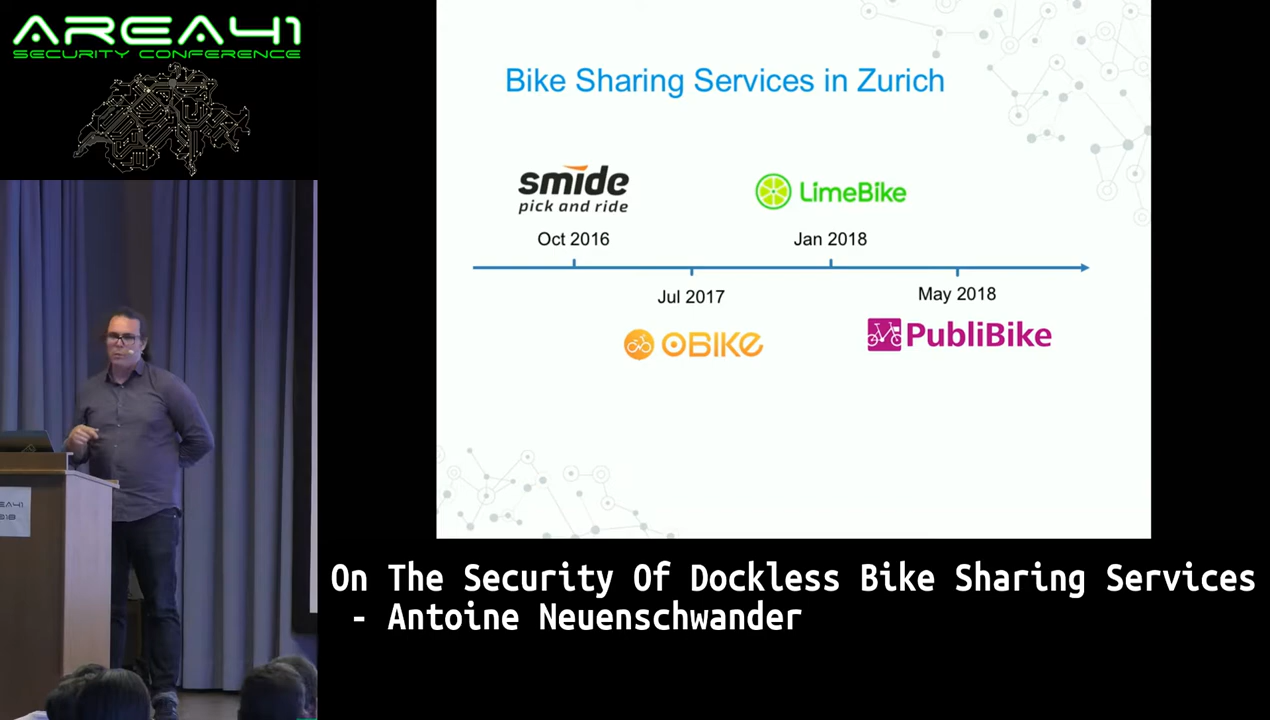 AREA41
SECURITY CONFERENCE
Bike Sharing Services in Zurich
smide
pick and ride
LimeBike
Oct 2016
Jan 2018
Jul 2017
May 2018
OBIKE
PubliBike
On The Security Of Dockless Bike Sharing Services
- Antoine Neuenschwander